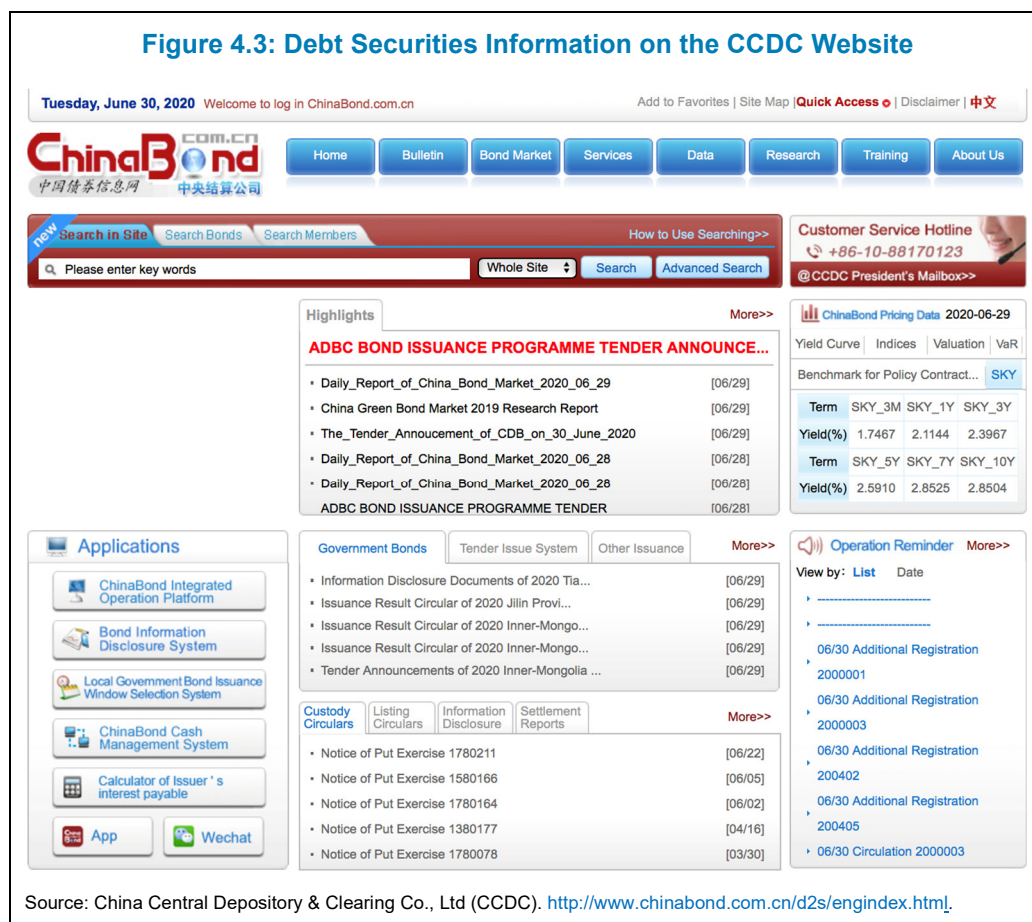 Figure 4.3: Debt Securities Information on the CCDC Website
Tuesday, June 30, 2020 Welcome to log in ChinaBond.com.cn
Add to Favorites | Site Map |Quick Access | Disclaimer | 中文
ChinaBond .com.cn
中国债券信息网 中央结算公司
Home Bulletin Bond Market Services Data Research Training About Us
new
Search in Site Search Bonds Search Members How to Use Searching>>
Please enter key words Whole Site Search Advanced Search
Customer Service Hotline
+86-10-88170123
@CCDC President's Mailbox>>
Highlights More>>
ADBC BOND ISSUANCE PROGRAMME TENDER ANNOUNCE...
Daily_Report_of_China_Bond_Market_2020_06_29 [06/29]
China Green Bond Market 2019 Research Report [06/29]
The_Tender_Annoucement_of_CDB_on_30_June_2020 [06/29]
Daily_Report_of_China_Bond_Market_2020_06_28 [06/28]
Daily_Report_of_China_Bond_Market_2020_06_28 [06/28]
ADBC BOND ISSUANCE PROGRAMME TENDER [06/28]
ChinaBond Pricing Data 2020-06-29
Yield Curve Indices Valuation VaR
Benchmark for Policy Contract... SKY
Term SKY_3M SKY_1Y SKY_3Y
Yield(%) 1.7467 2.1144 2.3967
Term SKY_5Y SKY_7Y SKY_10Y
Yield(%) 2.5910 2.8525 2.8504
Applications
ChinaBond Integrated
Operation Platform
Bond Information
Disclosure System
Local Government Bond Issuance
Window Selection System
ChinaBond Cash
Management System
Calculator of Issuer ' s
interest payable
App Wechat
Government Bonds Tender Issue System Other Issuance More>>
Information Disclosure Documents of 2020 Tia... [06/29]
Issuance Result Circular of 2020 Jilin Provi... [06/29]
Issuance Result Circular of 2020 Inner-Mongo... [06/29]
Issuance Result Circular of 2020 Inner-Mongo... [06/29]
Tender Announcements of 2020 Inner-Mongolia ... [06/29]
Custody
Circulars
Listing
Circulars
Information
Disclosure
Settlement
Reports
More>>
Notice of Put Exercise 1780211 [06/22]
Notice of Put Exercise 1580166 [06/05]
Notice of Put Exercise 1780164 [06/02]
Notice of Put Exercise 1380177 [04/16]
Notice of Put Exercise 1780078 [03/30]
Operation Reminder More>>
View by: List Date
---------------------------
---------------------------
06/30 Additional Registration
2000001
06/30 Additional Registration
2000003
06/30 Additional Registration
200402
06/30 Additional Registration
200405
06/30 Circulation 2000003
Source: China Central Depository & Clearing Co., Ltd (CCDC). http://www.chinabond.com.cn/d2s/engindex.html.